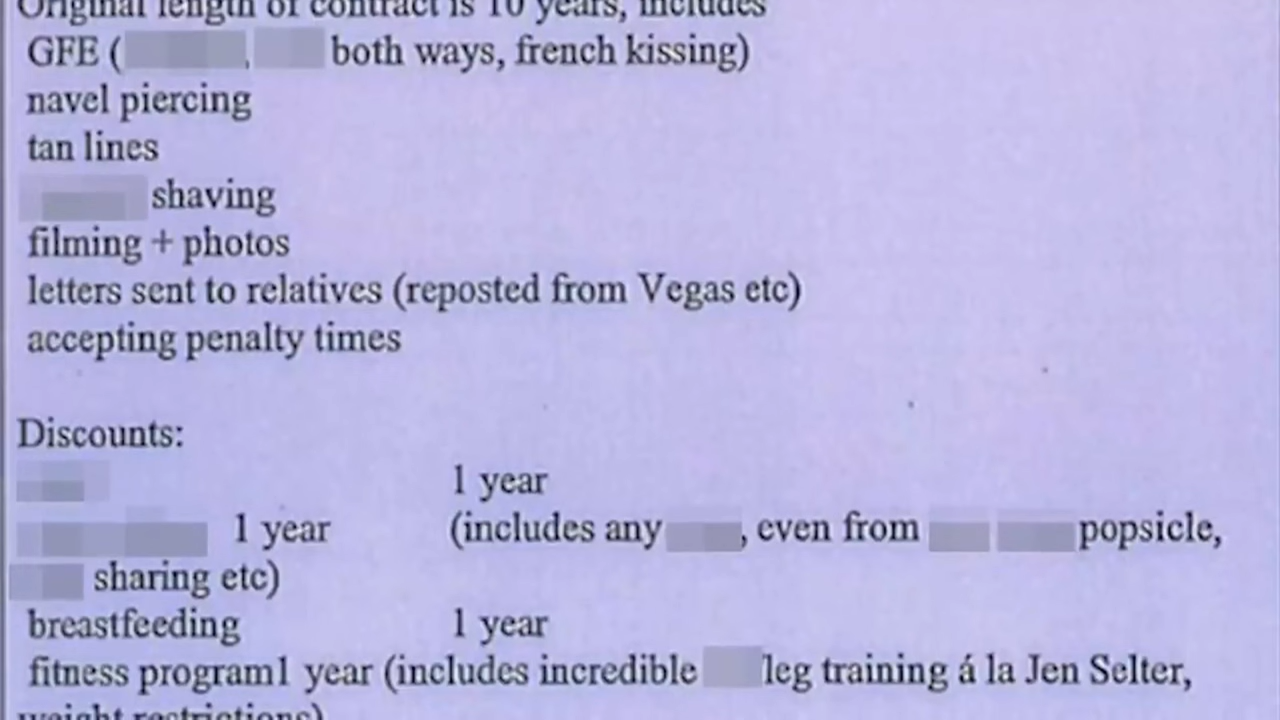 Original length of contract is 10 years, includes
GFE ( , both ways, french kissing)
navel piercing
tan lines
shaving
filming + photos
letters sent to relatives (reposted from Vegas etc)
accepting penalty times
Discounts:
1 year
1 year (includes any , even from popsicle,
sharing etc)
breastfeeding 1 year
fitness program1 year (includes incredible leg training á la Jen Selter,
weight restrictions)